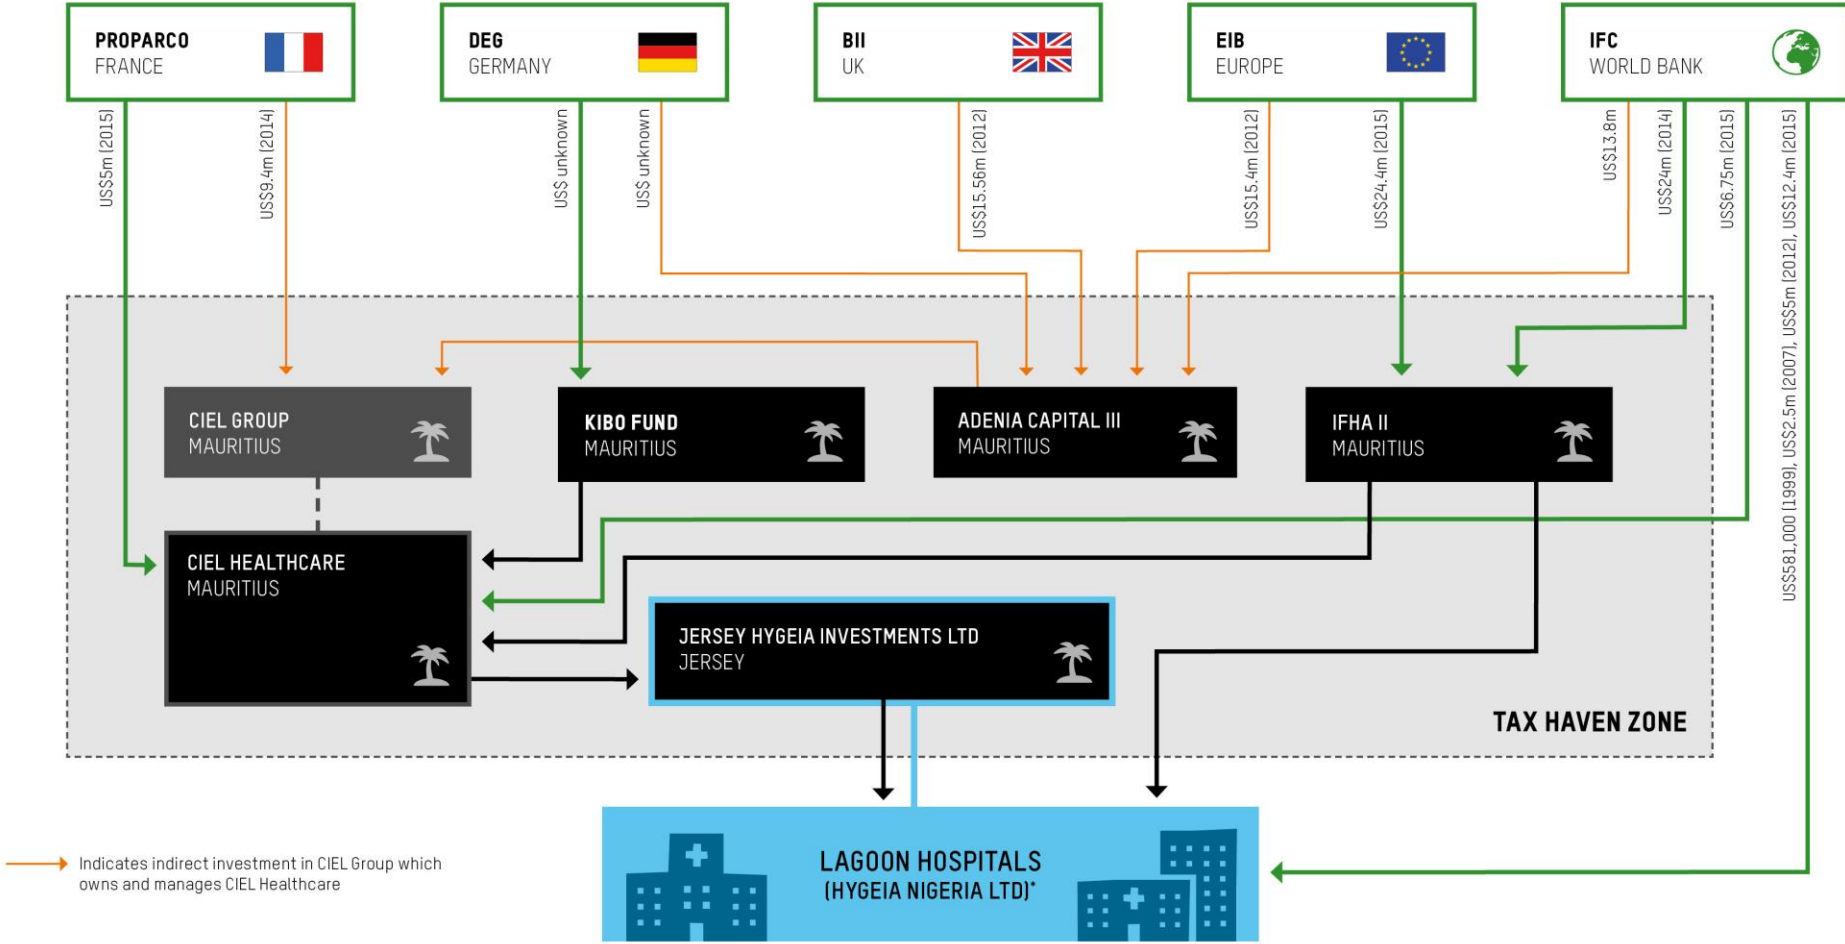 PROPARCO
FRANCE
DEG
GERMANY
BII
UK
EIB
EUROPE
IFC
WORLD BANK
US$5m (2015)
US$9.4m (2014)
US$ unknown
US$ unknown
US$15.56m (2012)
US$15.4m (2012)
US$24.4m (2015)
US$13.8m
US$24m (2014)
US$6.75m (2015)
US$581,000 (1999), US$2.5m (2007), US$5m (2012), US$12.4m (2015)
CIEL GROUP
MAURITIUS
KIBO FUND
MAURITIUS
ADENIA CAPITAL III
MAURITIUS
IFHA II
MAURITIUS
CIEL HEALTHCARE
MAURITIUS
JERSEY HYGEIA INVESTMENTS LTD
JERSEY
TAX HAVEN ZONE
LAGOON HOSPITALS
(HYGEIA NIGERIA LTD)*
Indicates indirect investment in CIEL Group which
owns and manages CIEL Healthcare